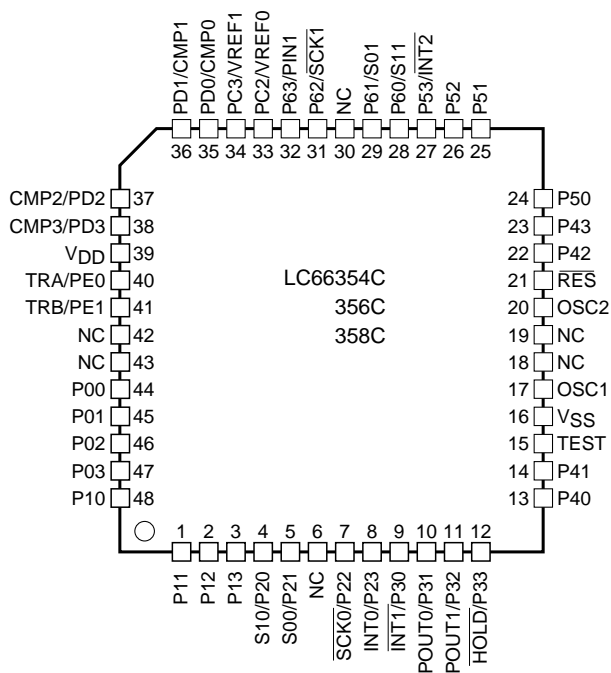 PD1/CMP1
PD0/CMP0
PC3/VREF1
PC2/VREF0
P63/PIN1
P62/SCK1
NC
P61/S01
P60/S11
P53/INT2
P52
P51
36 35 34 33 32 31 30 29 28 27 26 25
CMP2/PD2 37
CMP3/PD3 38
VDD 39
TRA/PE0 40
TRB/PE1 41
NC 42
NC 43
P00 44
P01 45
P02 46
P03 47
P10 48
LC66354C
356C
358C
24 P50
23 P43
22 P42
21 RES
20 OSC2
19 NC
18 NC
17 OSC1
16 VSS
15 TEST
14 P41
13 P40
1 2 3 4 5 6 7 8 9 10 11 12
P11
P12
P13
S10/P20
S00/P21
NC
SCK0/P22
INT0/P23
INT1/P30
POUT0/P31
POUT1/P32
HOLD/P33